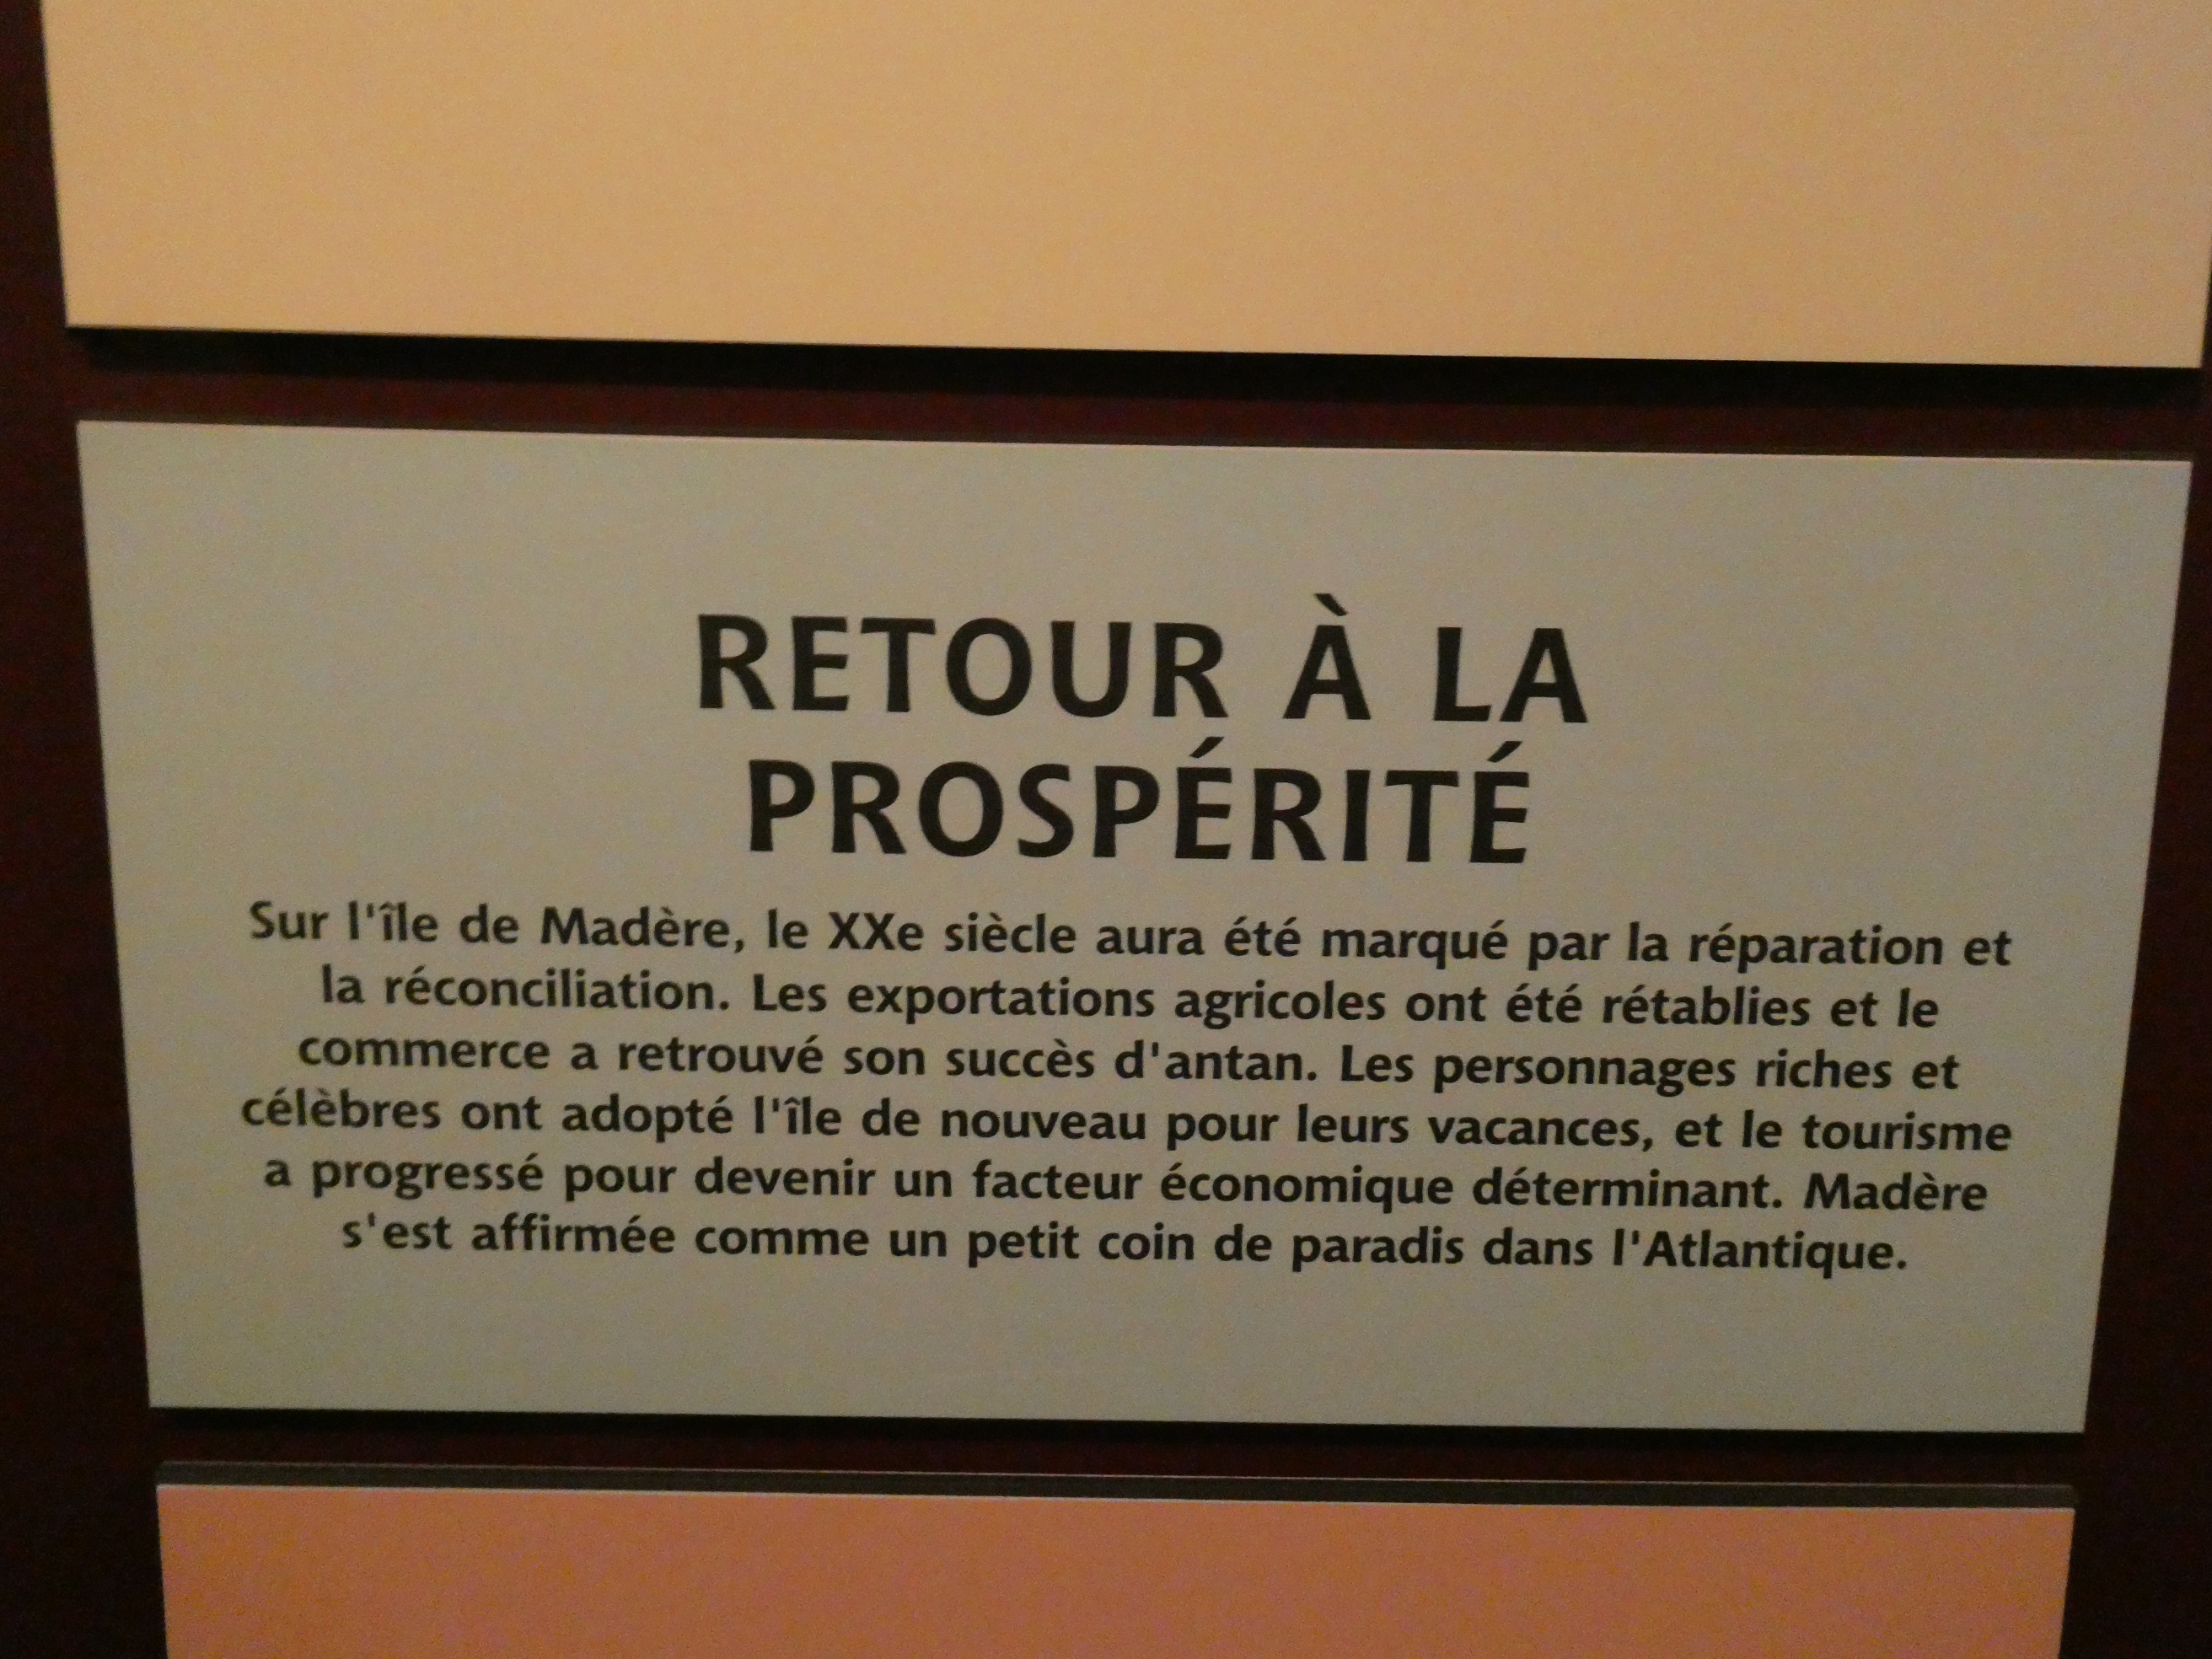 RETOUR À LA
PROSPÉRITÉ
Sur l'île de Madère, le XXe siècle aura été marqué par la réparation et
la réconciliation. Les exportations agricoles ont été rétablies et le
commerce a retrouvé son succès d'antan. Les personnages riches et
célèbres ont adopté l'île de nouveau pour leurs vacances, et le tourisme
a progressé pour devenir un facteur économique déterminant. Madère
s'est affirmée comme un petit coin de paradis dans l'Atlantique.